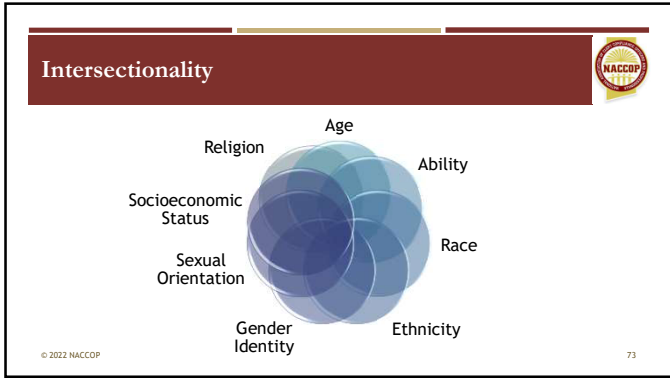 Intersectionality
NACCOP
Age
Religion
Ability
Socioeconomic
Status
Race
Sexual
Orientation
Gender
Identity
Ethnicity
© 2022 NACCOP
73